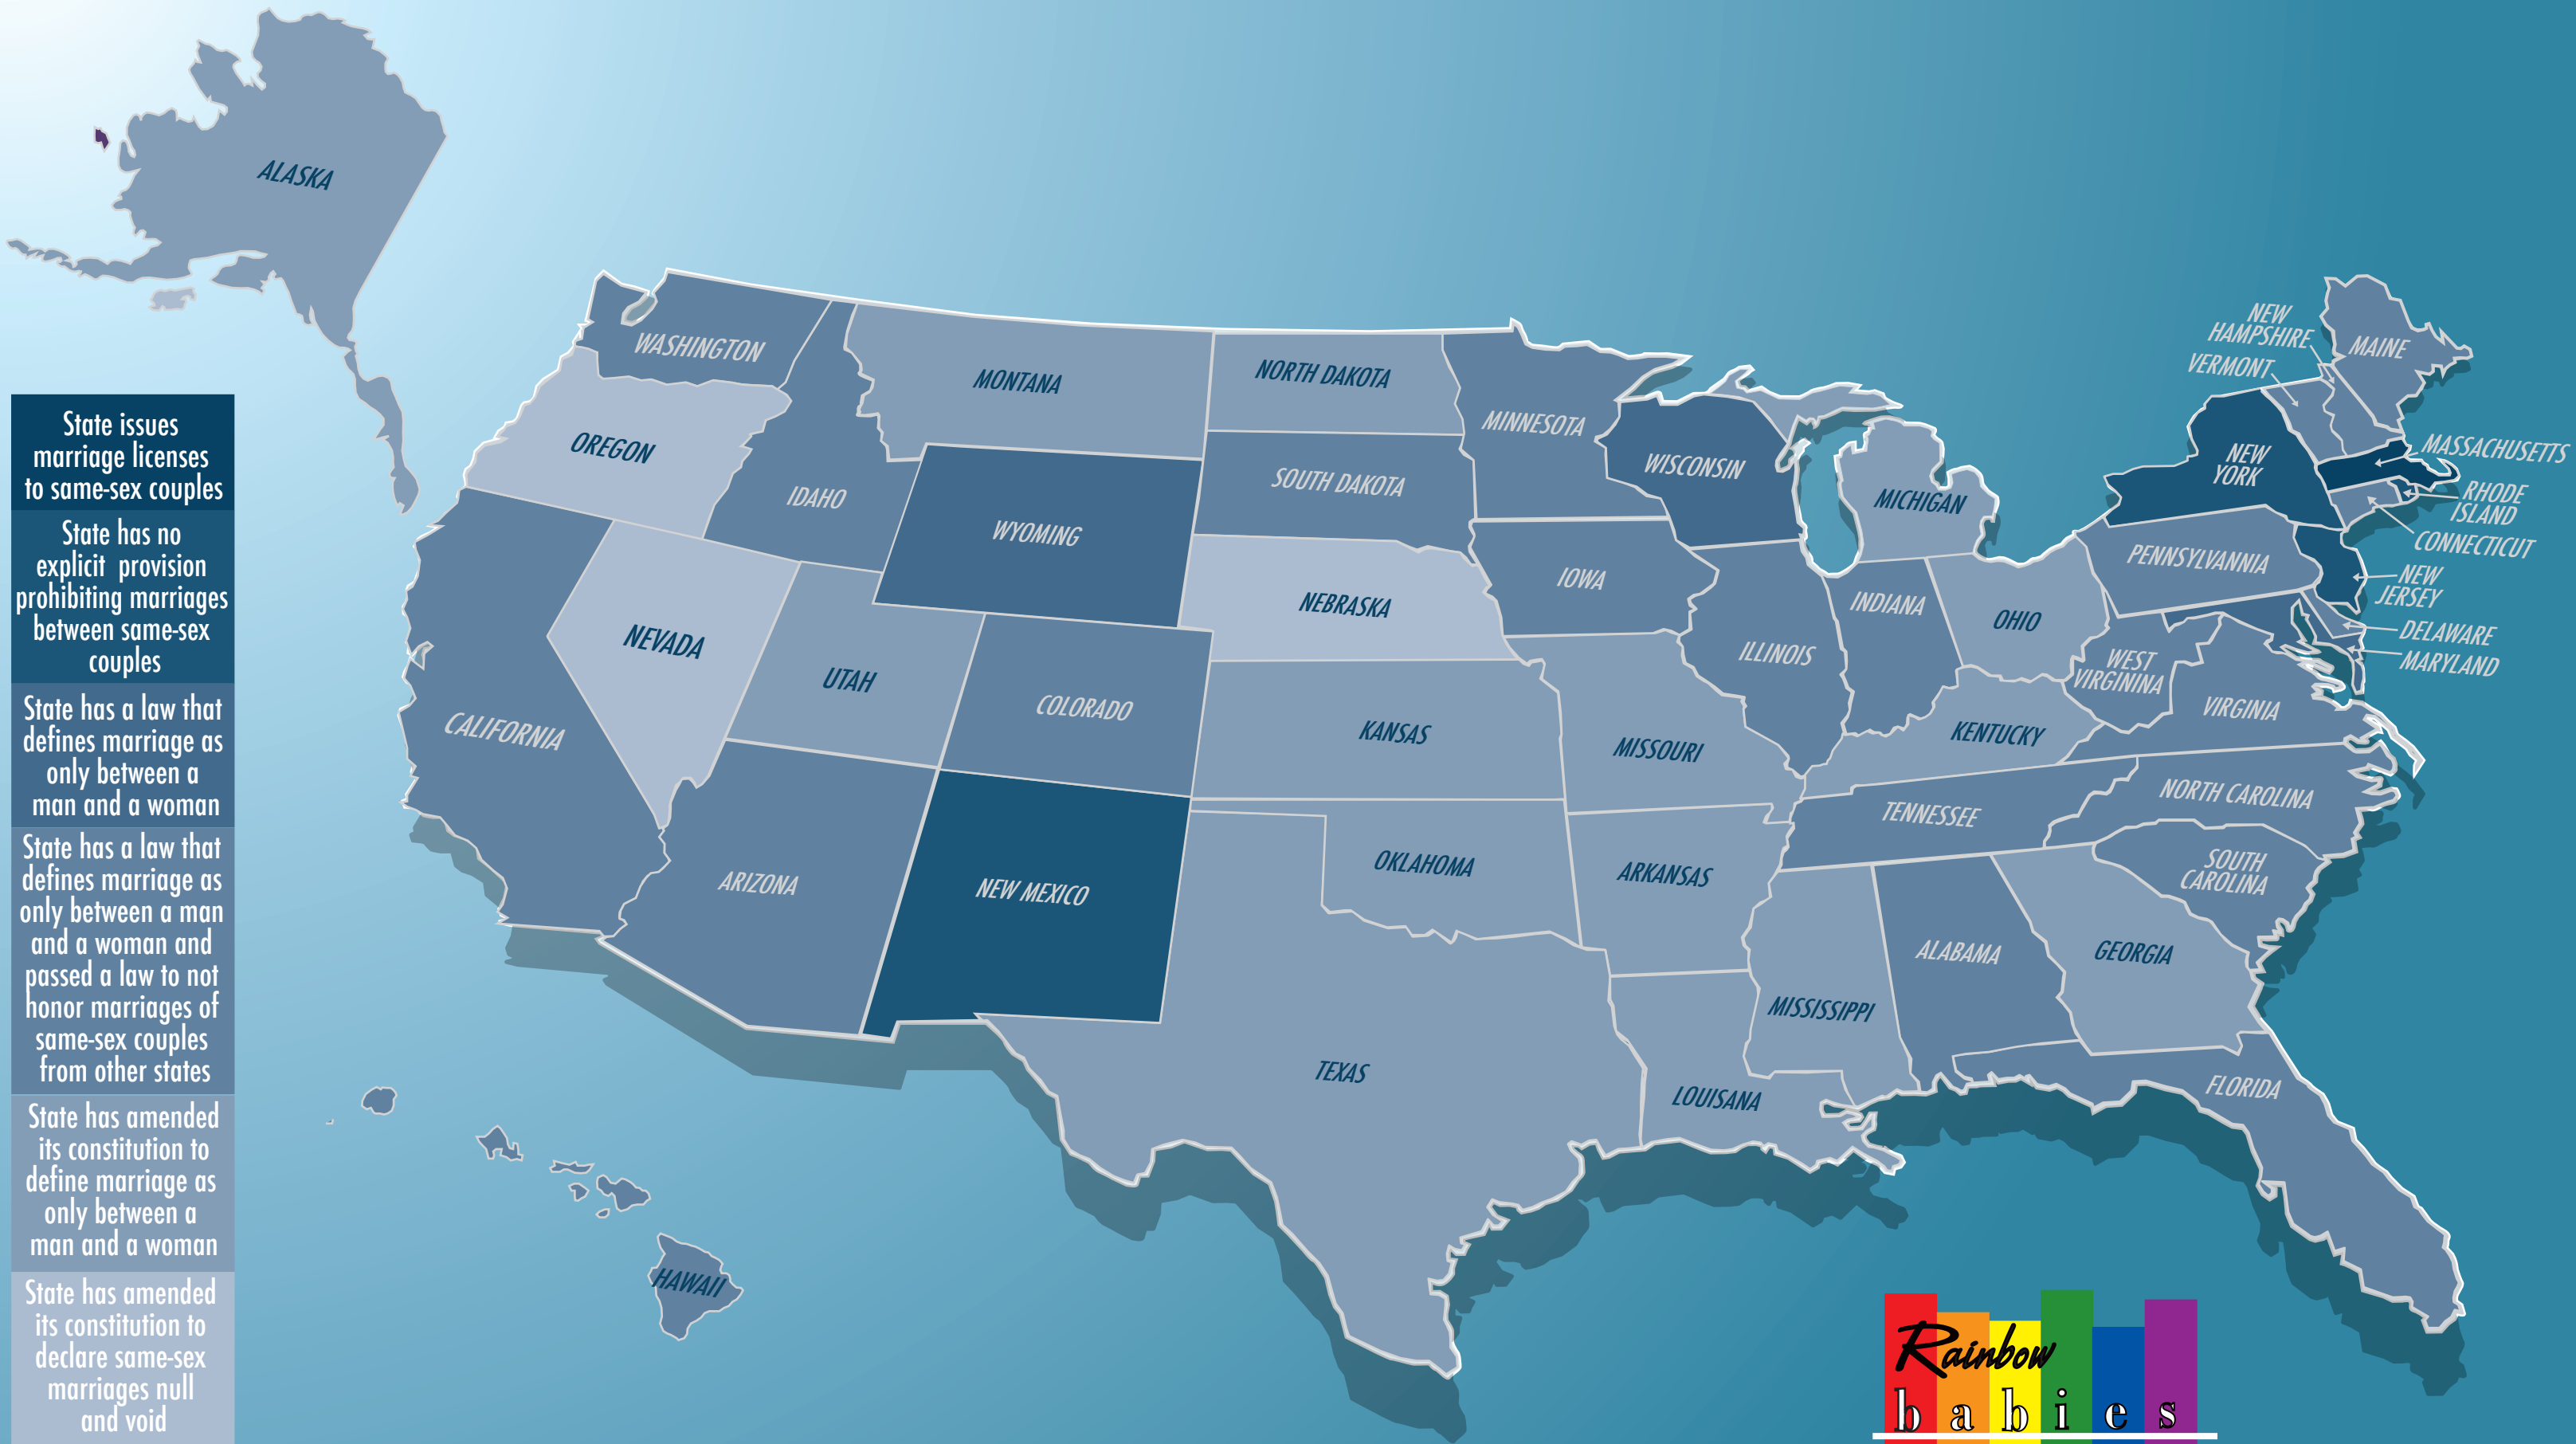 State issues
marriage licenses
to same-sex couples
State has no
explicit provision
prohibiting marriages
between same-sex
couples
State has a law that
defines marriage as
only between a
man and a woman
State has a law that
defines marriage as
only between a man
and a woman and
passed a law to not
honor marriages of
same-sex couples
from other states
State has amended
its constitution to
define marriage as
only between a
man and a woman
State has amended
its constitution to
declare same-sex
marriages null
and void
ALASKA
HAWAII
WASHINGTON
OREGON
CALIFORNIA
NEVADA
IDAHO
MONTANA
WYOMING
UTAH
COLORADO
ARIZONA
NEW MEXICO
NORTH DAKOTA
SOUTH DAKOTA
NEBRASKA
KANSAS
OKLAHOMA
TEXAS
MINNESOTA
IOWA
MISSOURI
ARKANSAS
LOUISANA
WISCONSIN
ILLINOIS
MICHIGAN
INDIANA
OHIO
KENTUCKY
TENNESSEE
MISSISSIPPI
ALABAMA
GEORGIA
FLORIDA
SOUTH
CAROLINA
NORTH CAROLINA
VIRGINIA
WEST
VIRGININA
PENNSYLVANNIA
NEW
YORK
VERMONT
NEW
HAMPSHIRE
MAINE
MASSACHUSETTS
RHODE
ISLAND
CONNECTICUT
NEW
JERSEY
DELAWARE
MARYLAND
Rainbow
babies